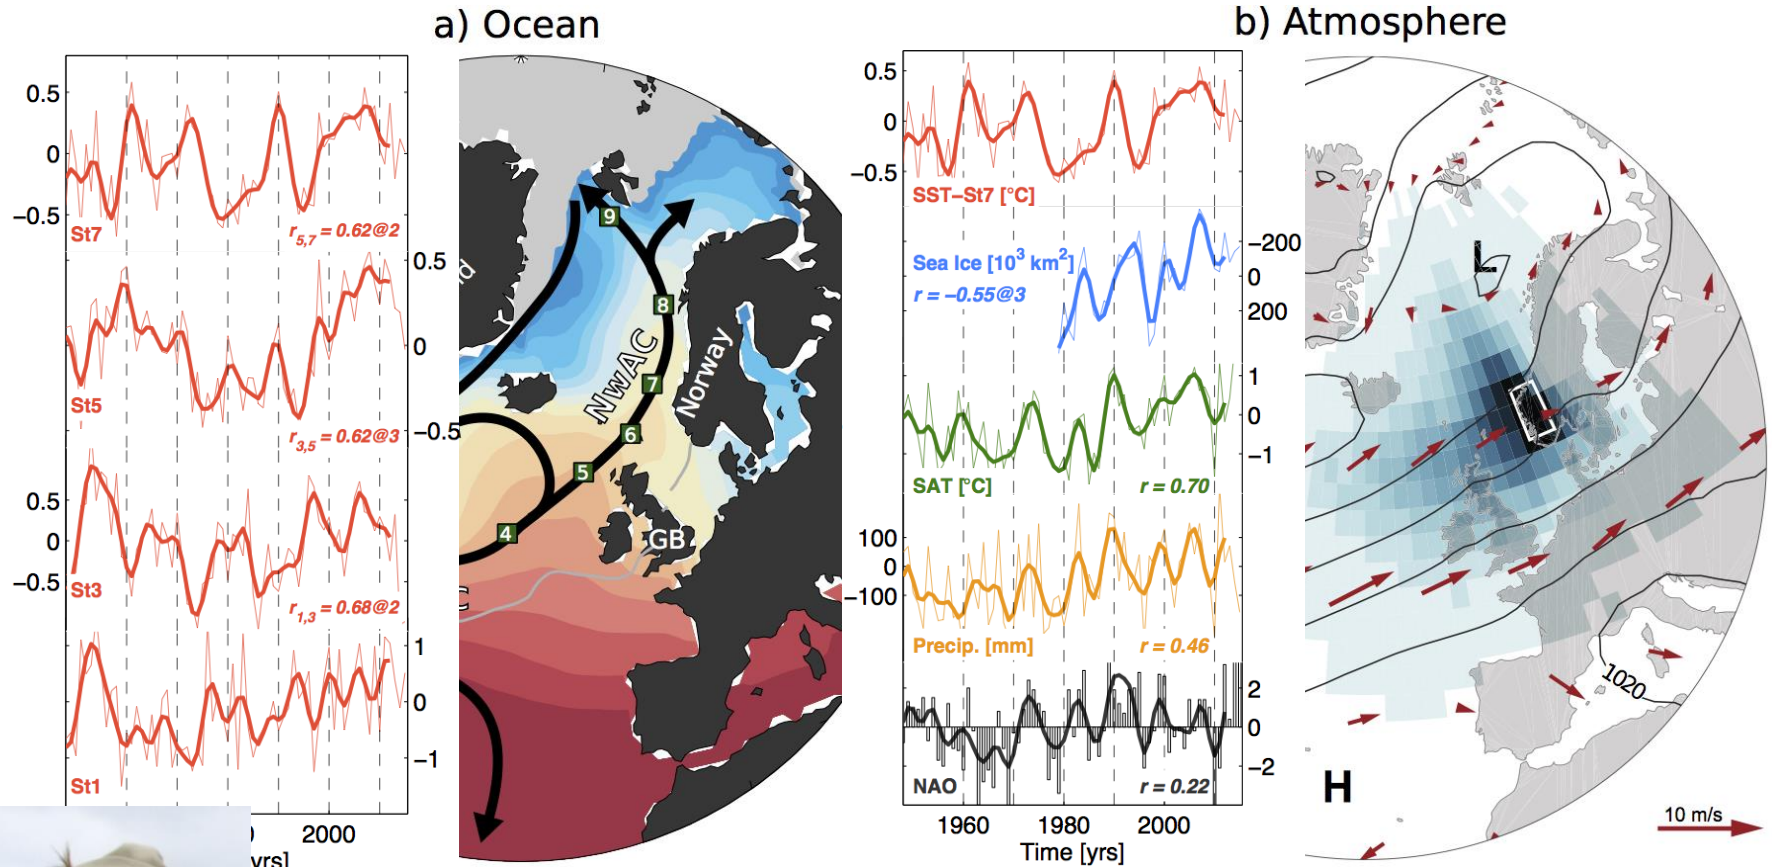 a) Ocean
0.5
0
−0.5
St7
r5,7 = 0.62@2
0.5
0
−0.5
St5
r3,5 = 0.62@3
0.5
0
−0.5
St3
r1,3 = 0.68@2
1
0
−1
St1
2000
yrs]
d
9
8
NwAC
7
Norway
6
5
4
GB
C
b) Atmosphere
0.5
0
−0.5
SST−St7 [°C]
−200
0
200
Sea Ice [10³ km²]
r = −0.55@3
1
0
−1
SAT [°C]
r = 0.70
100
0
−100
Precip. [mm]
r = 0.46
2
0
−2
NAO
r = 0.22
1960
1980
2000
Time [yrs]
L
1020
H
10 m/s